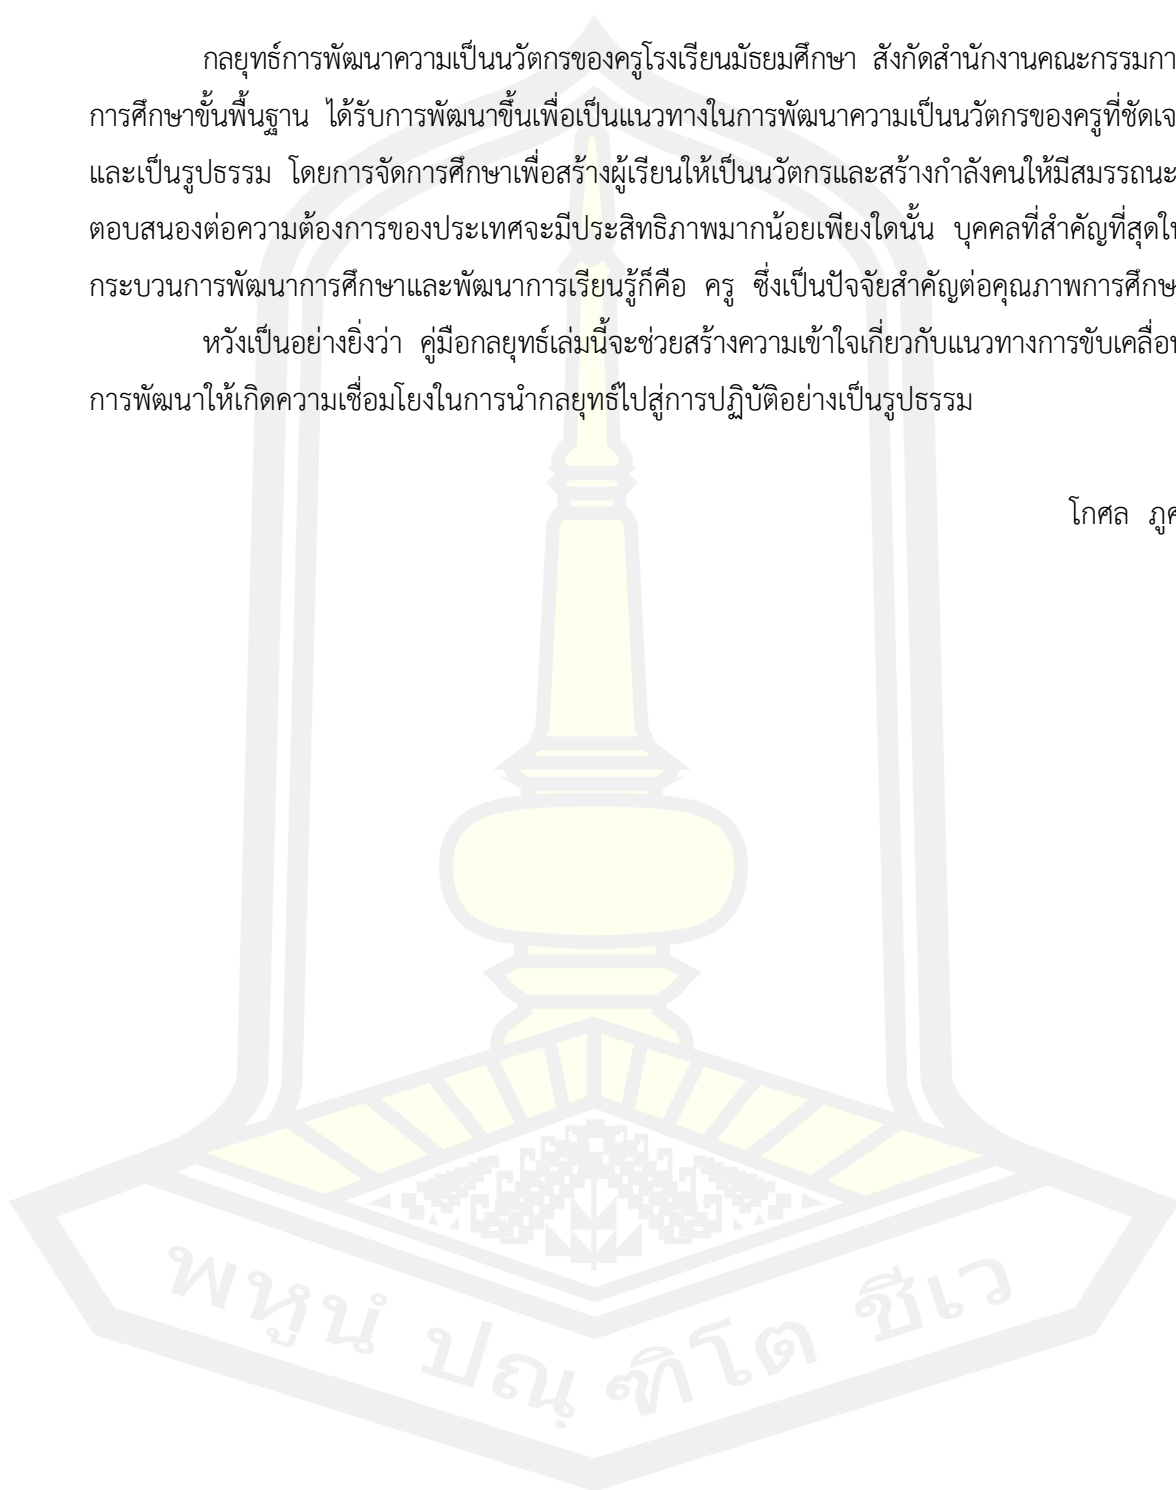 กลยุทธ์การพัฒนาความเป็นนวัตกรของครูโรงเรียนมัธยมศึกษา สังกัดสำนักงานคณะกรรมกา
การศึกษาขั้นพื้นฐาน ได้รับการพัฒนาขึ้นเพื่อเป็นแนวทางในการพัฒนาความเป็นนวัตกรของครูที่ชัดเจ
และเป็นรูปธรรม โดยการจัดการศึกษาเพื่อสร้างผู้เรียนให้เป็นนวัตกรและสร้างกำลังคนให้มีสมรรถนะ
ตอบสนองต่อความต้องการของประเทศจะมีประสิทธิภาพมากน้อยเพียงใดนั้น บุคคลที่สำคัญที่สุดใ
กระบวนการพัฒนาการศึกษาและพัฒนาการเรียนรู้ก็คือ ครู ซึ่งเป็นปัจจัยสำคัญต่อคุณภาพการศึกษ
หวังเป็นอย่างยิ่งว่า คู่มือกลยุทธ์เล่มนี้จะช่วยสร้างความเข้าใจเกี่ยวกับแนวทางการขับเคลื่อ
การพัฒนาให้เกิดความเชื่อมโยงในการนำกลยุทธ์ไปสู่การปฏิบัติอย่างเป็นรูปธรรม
โกศล
พหูนํ ปณฺฑิโต ชีเว